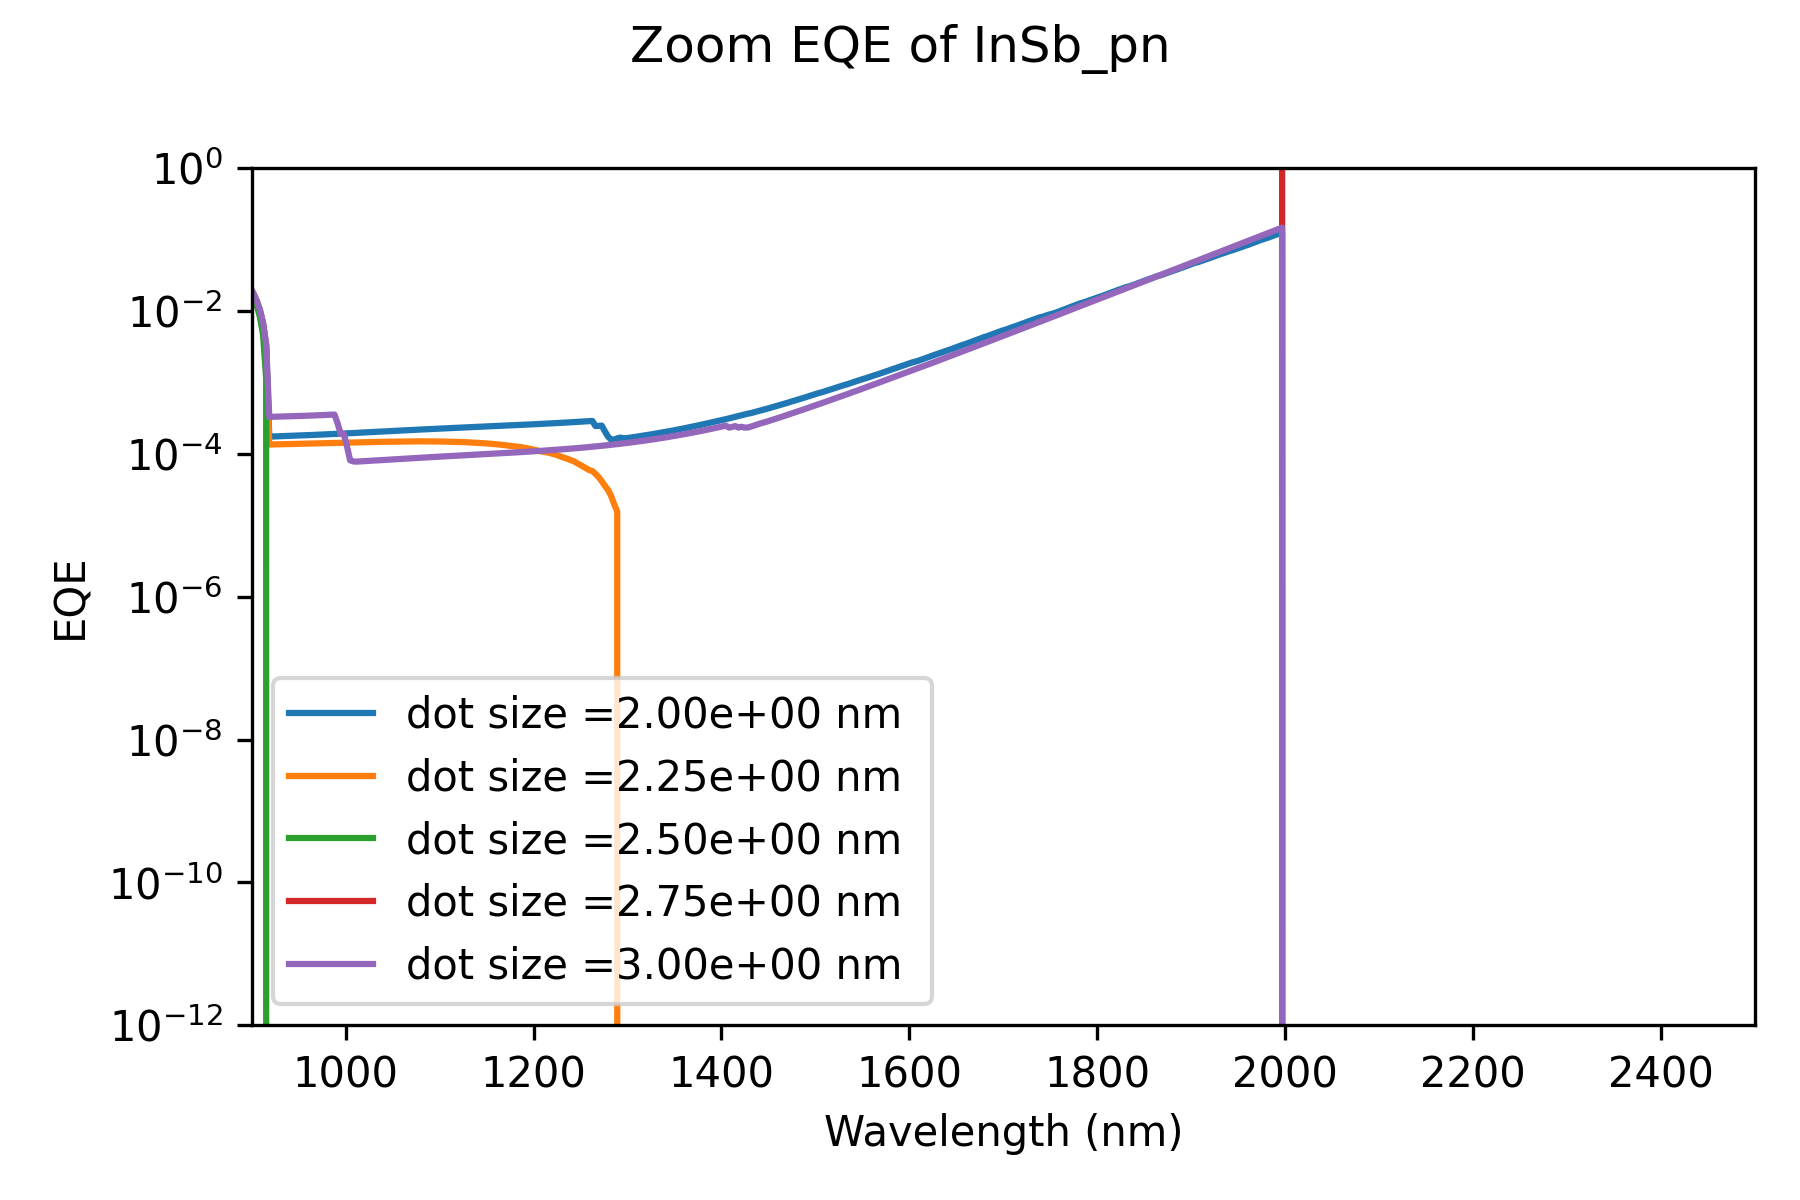 Zoom EQE of InSb_pn
10⁰
10⁻²
10⁻⁴
10⁻⁶
10⁻⁸
10⁻¹⁰
10⁻¹²
EQE
dot size =2.00e+00 nm
dot size =2.25e+00 nm
dot size =2.50e+00 nm
dot size =2.75e+00 nm
dot size =3.00e+00 nm
1000 1200 1400 1600 1800 2000 2200 2400
Wavelength (nm)